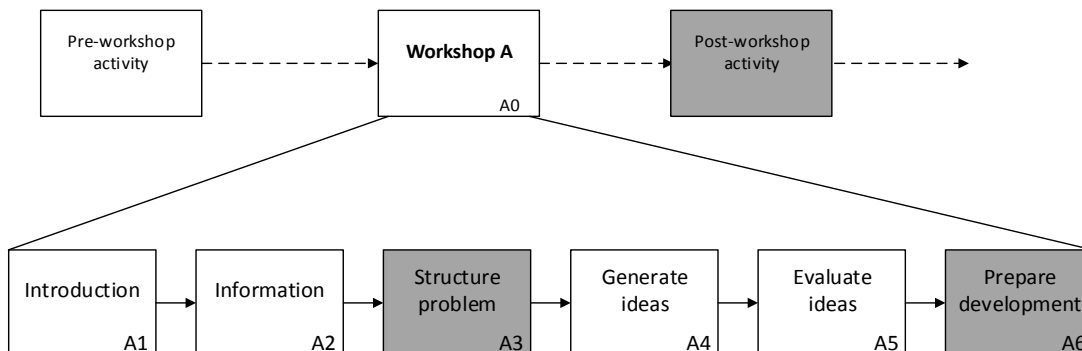 Pre-workshop
activity
Workshop A
A0
Post-workshop
activity
Introduction
A1
Information
A2
Structure
problem
A3
Generate
ideas
A4
Evaluate
ideas
A5
Prepare
development
A6